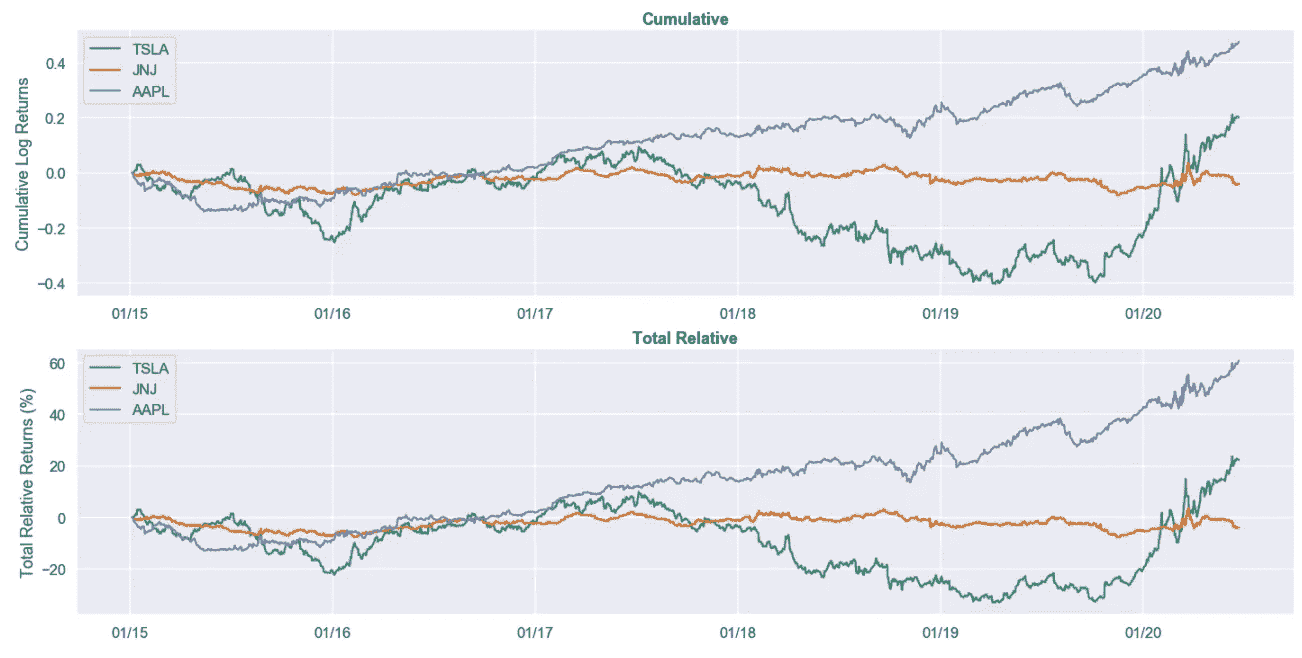 Cumulative
Cumulative Log Returns
TSLA
JNJ
AAPL
0.4
0.2
0.0
−0.2
−0.4
01/15 01/16 01/17 01/18 01/19 01/20
Total Relative
Total Relative Returns (%)
TSLA
JNJ
AAPL
60
40
20
0
−20
01/15 01/16 01/17 01/18 01/19 01/20